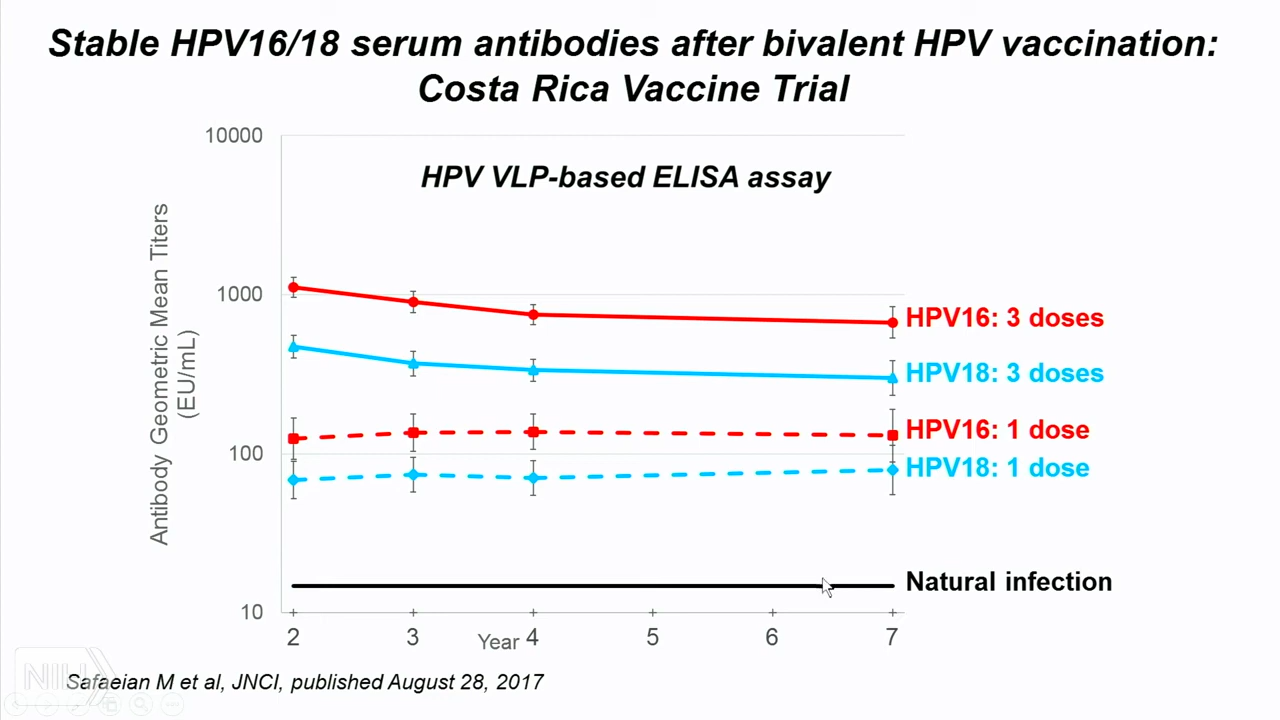 Stable HPV16/18 serum antibodies after bivalent HPV vaccination:
Costa Rica Vaccine Trial
HPV VLP-based ELISA assay
Antibody Geometric Mean Titers
(EU/mL)
10000
1000
100
10
HPV16: 3 doses
HPV18: 3 doses
HPV16: 1 dose
HPV18: 1 dose
Natural infection
2 3 4 5 6 7
Year
NIH
Safaeian M et al, JNCI, published August 28, 2017